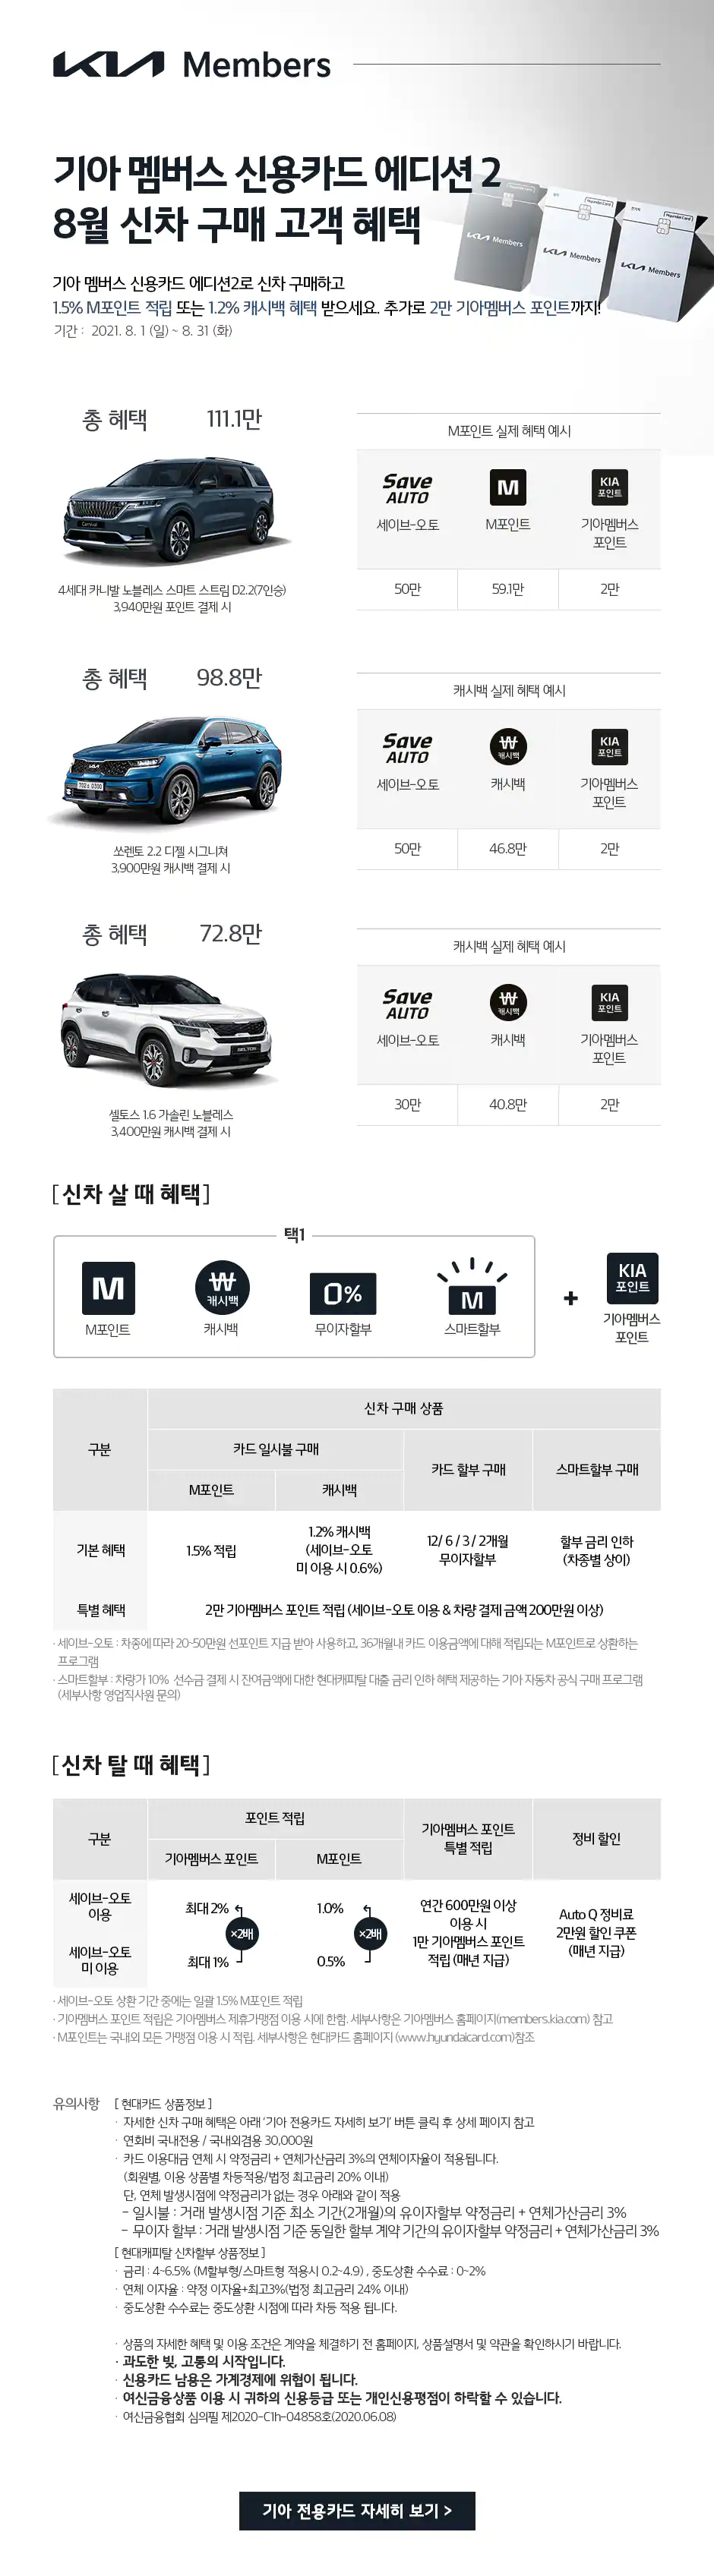 KIA Members
기아 멤버스 신용카드 에디션 2
8월 신차 구매 고객 혜택
기아 멤버스 신용카드 에디션2로 신차 구매하고
1.5% M포인트 적립 또는 1.2% 캐시백 혜택 받으세요. 추가로 2만 기아멤버스 포인트까지!
기간 : 2021. 8. 1 (일) ~ 8. 31 (화)
총 혜택 111.1만
4세대 카니발 노블레스 스마트 스트림 D2.2(7인승)
3,940만원 포인트 결제 시
M포인트 실제 혜택 예시
Save AUTO M KIA 포인트
세이브-오토 M포인트 기아멤버스 포인트
50만 59.1만 2만
총 혜택 98.8만
쏘렌토 2.2 디젤 시그니쳐
3,900만원 캐시백 결제 시
캐시백 실제 혜택 예시
Save AUTO ₩ 캐시백 KIA 포인트
세이브-오토 캐시백 기아멤버스 포인트
50만 46.8만 2만
총 혜택 72.8만
셀토스 1.6 가솔린 노블레스
3,400만원 캐시백 결제 시
캐시백 실제 혜택 예시
Save AUTO ₩ 캐시백 KIA 포인트
세이브-오토 캐시백 기아멤버스 포인트
30만 40.8만 2만
[신차 살 때 혜택]
택1
M ₩ 캐시백 0% M + KIA 포인트
M포인트 캐시백 무이자할부 스마트할부 기아멤버스 포인트
구분 신차 구매 상품
카드 일시불 구매 카드 할부 구매 스마트할부 구매
M포인트 캐시백
기본 혜택 1.5% 적립 1.2% 캐시백 (세이브-오토 미 이용 시 0.6%) 12/ 6 / 3 / 2개월 무이자할부 할부 금리 인하 (차종별 상이)
특별 혜택 2만 기아멤버스 포인트 적립 (세이브-오토 이용 & 차량 결제 금액 200만원 이상)
· 세이브-오토 : 차종에 따라 20~50만원 선포인트 지급 받아 사용하고, 36개월내 카드 이용금액에 대해 적립되는 M포인트로 상환하는
프로그램
· 스마트할부 : 차량가 10% 선수금 결제 시 잔여금액에 대한 현대캐피탈 대출 금리 인하 혜택 제공하는 기아 자동차 공식 구매 프로그램
(세부사항 영업직사원 문의)
[신차 탈 때 혜택]
구분 포인트 적립 기아멤버스 포인트 특별 적립 정비 할인
기아멤버스 포인트 M포인트
세이브-오토 이용 최대 2% 1.0%
×2배 ×2배
세이브-오토 미 이용 최대 1% 0.5%
연간 600만원 이상 이용 시 1만 기아멤버스 포인트 적립 (매년 지급)
Auto Q 정비료 2만원 할인 쿠폰 (매년 지급)
· 세이브-오토 상환 기간 중에는 일괄 1.5% M포인트 적립
· 기아멤버스 포인트 적립은 기아멤버스 제휴가맹점 이용 시에 한함. 세부사항은 기아멤버스 홈페이지(members.kia.com) 참고
· M포인트는 국내외 모든 가맹점 이용 시 적립. 세부사항은 현대카드 홈페이지 (www.hyundaicard.com)참조
유의사항 [ 현대카드 상품정보 ]
· 자세한 신차 구매 혜택은 아래 '기아 전용카드 자세히 보기' 버튼 클릭 후 상세 페이지 참고
· 연회비 국내전용 / 국내외겸용 30,000원
· 카드 이용대금 연체 시 약정금리 + 연체가산금리 3%의 연체이자율이 적용됩니다.
(회원별, 이용 상품별 차등적용/법정 최고금리 20% 이내)
단, 연체 발생시점에 약정금리가 없는 경우 아래와 같이 적용
- 일시불 : 거래 발생시점 기준 최소 기간(2개월)의 유이자할부 약정금리 + 연체가산금리 3%
- 무이자 할부 : 거래 발생시점 기준 동일한 할부 계약 기간의 유이자할부 약정금리 + 연체가산금리 3%
[ 현대캐피탈 신차할부 상품정보 ]
· 금리 : 4~6.5% (M할부형/스마트형 적용시 0.2~4.9) , 중도상환 수수료 : 0~2%
· 연체 이자율 : 약정 이자율+최고3%(법정 최고금리 24% 이내)
· 중도상환 수수료는 중도상환 시점에 따라 차등 적용 됩니다.
· 상품의 자세한 혜택 및 이용 조건은 계약을 체결하기 전 홈페이지, 상품설명서 및 약관을 확인하시기 바랍니다.
· 과도한 빚, 고통의 시작입니다.
· 신용카드 남용은 가계경제에 위협이 됩니다.
· 여신금융상품 이용 시 귀하의 신용등급 또는 개인신용평점이 하락할 수 있습니다.
· 여신금융협회 심의필 제2020-C1h-04858호(2020.06.08)
기아 전용카드 자세히 보기 >